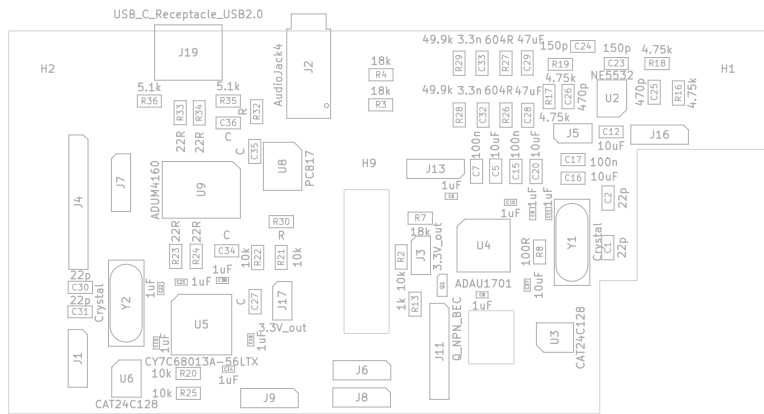 USB_C_Receptacle_USB2.0
AudioJack4
J19
J2
H2
H1
49.9k 3.3n 604R 47uF
R29 C33 R27 C29
150p C24
R19
150p
C23
4.75k
R18
18k
R4
18k
R3
5.1k
R36
5.1k
R35
R33
R34
R
R32
C36
C
22R
22R
49.9k 3.3n 604R 47uF
R28 C32 R26 C28
4.75k
R17
C26
470p
NE5532
U2
470p
C25
R16
4.75k
4.75k
J5
C12
10uF
J16
C
C35
U8
PC817
ADUM4160
U9
J7
J4
H9
J13
100n
C7
10uF
C5
100n
C15
10uF
C20
C17
100n
C16
10uF
1uF
1uF
1uF
1uF
C2
22p
R7
18k
R30
R
22R
R23
22R
R24
C
C34
10k
R22
R21
10k
R2
10k
J3
3.3V_out
U4
ADAU1701
100R
R8
Y1
Crystal
C1
22p
22p
C30
22p
C31
Crystal
Y2
1uF
1uF
C
C27
J17
3.3V_out
1k
R13
Q1
Q_NPN_BEC
1uF
10uF
U5
CY7C68013A-56LTX
1uF
1uF
J1
U6
CAT24C128
10k
R20
10k
R25
1uF
J9
J6
J8
J11
U3
CAT24C128